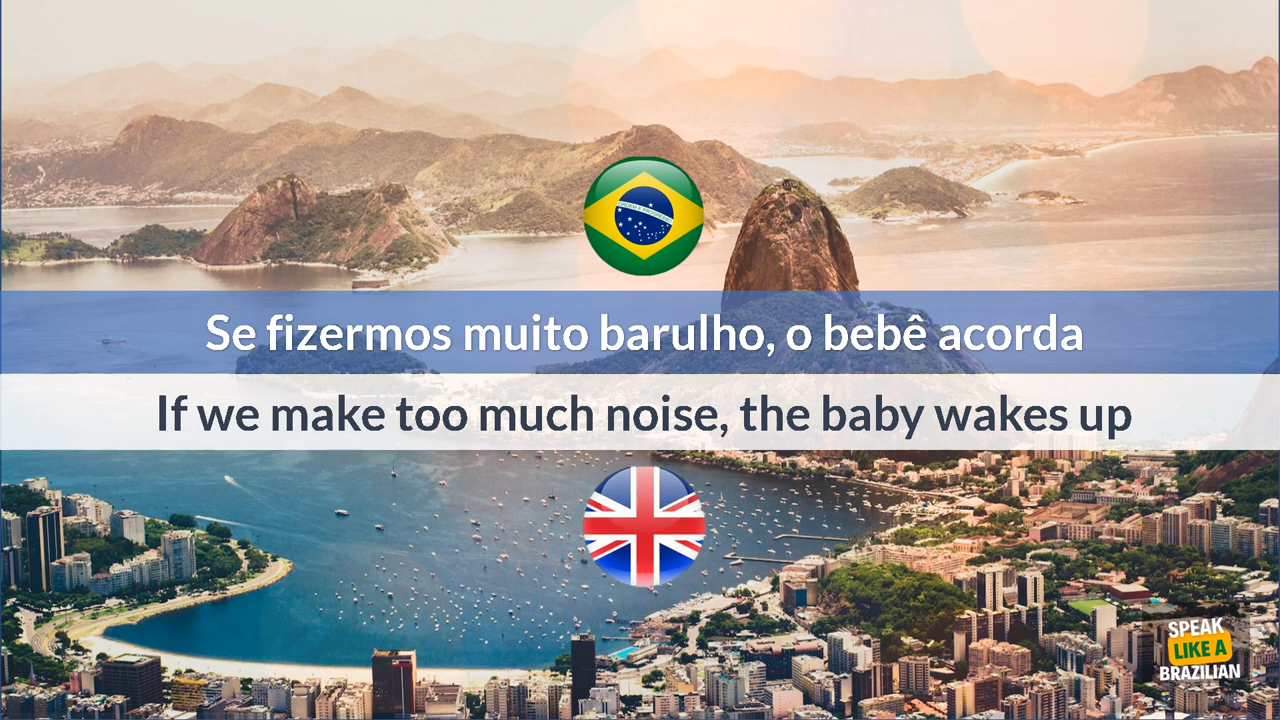 Se fizermos muito barulho, o bebê acorda
If we make too much noise, the baby wakes up
SPEAK
LIKE A
BRAZILIAN